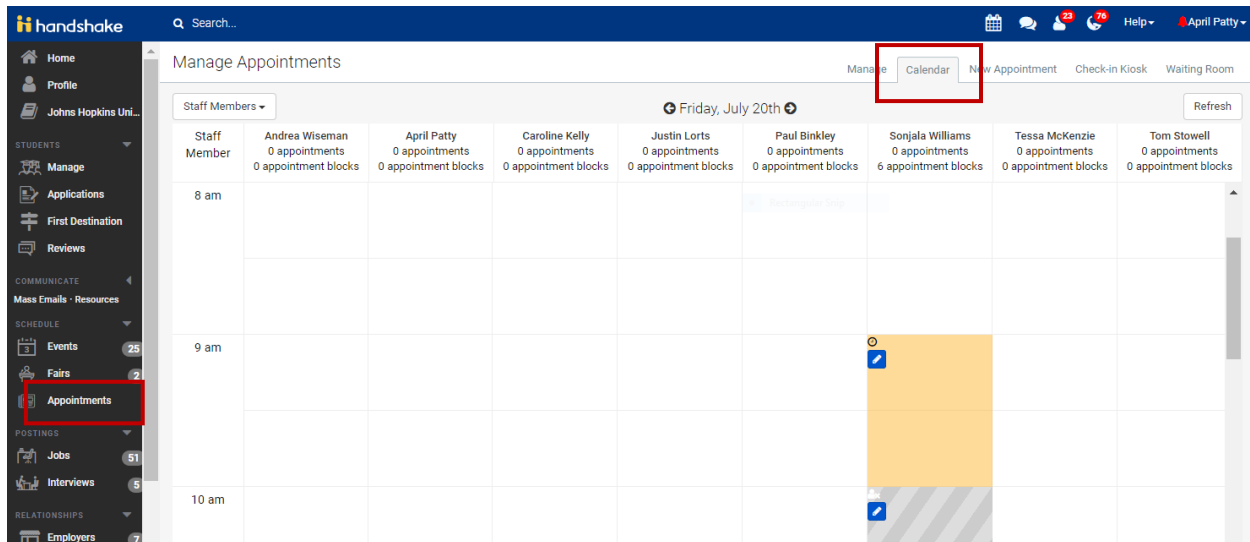 handshake
Search...
23
76
Help
April Patty
Home
Profile
Johns Hopkins Uni...
STUDENTS
Manage
Applications
First Destination
Reviews
COMMUNICATE
Mass Emails · Resources
SCHEDULE
3
Events
25
Fairs
2
Appointments
POSTINGS
Jobs
51
Interviews
5
RELATIONSHIPS
Employers
7
Manage Appointments
Manage
Calendar
New Appointment
Check-in Kiosk
Waiting Room
Staff Members
Friday, July 20th
Refresh
Staff Member
Andrea Wiseman
0 appointments
0 appointment blocks
April Patty
0 appointments
0 appointment blocks
Caroline Kelly
0 appointments
0 appointment blocks
Justin Lorts
0 appointments
0 appointment blocks
Paul Binkley
0 appointments
0 appointment blocks
Sonjala Williams
0 appointments
6 appointment blocks
Tessa McKenzie
0 appointments
0 appointment blocks
Tom Stowell
0 appointments
0 appointment blocks
8 am
Rectangular Snip
9 am
10 am